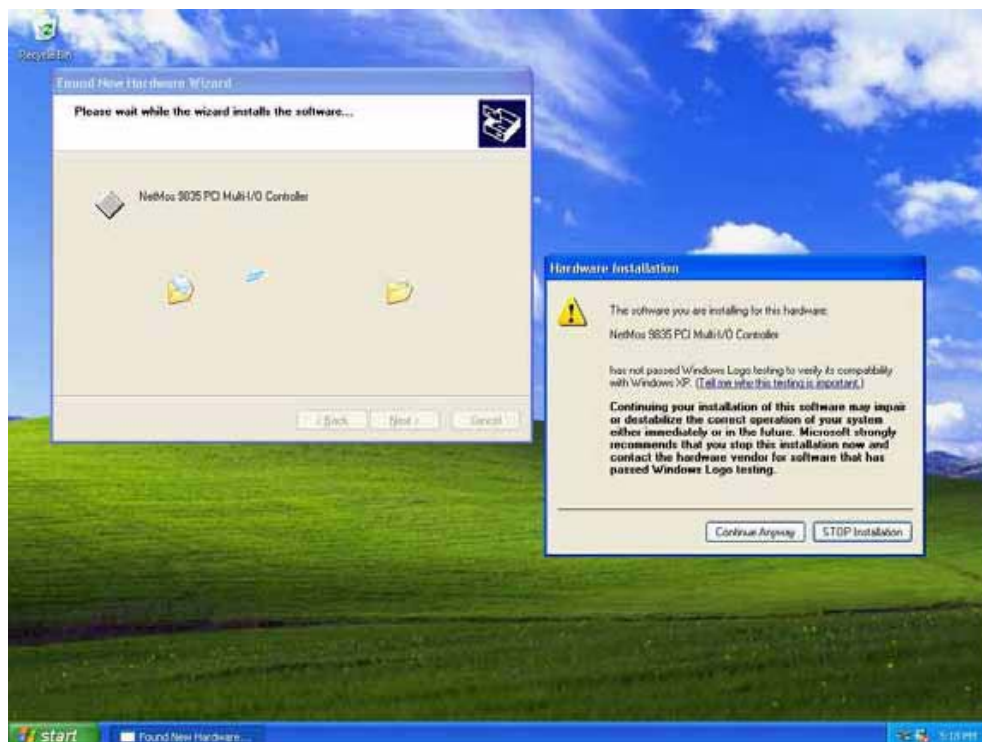 Recycle Bin
Found New Hardware Wizard
Please wait while the wizard installs the software...
NetMos 9835 PCI Multi-I/O Controller
< Back
Next >
Cancel
Hardware Installation
The software you are installing for this hardware:
NetMos 9835 PCI Multi-I/O Controller
has not passed Windows Logo testing to verify its compatibility
with Windows XP. (Tell me why this testing is important.)
Continuing your installation of this software may impair
or destabilize the correct operation of your system
either immediately or in the future. Microsoft strongly
recommends that you stop this installation now and
contact the hardware vendor for software that has
passed Windows Logo testing.
Continue Anyway
STOP Installation
start
Found New Hardware...
5:18 PM